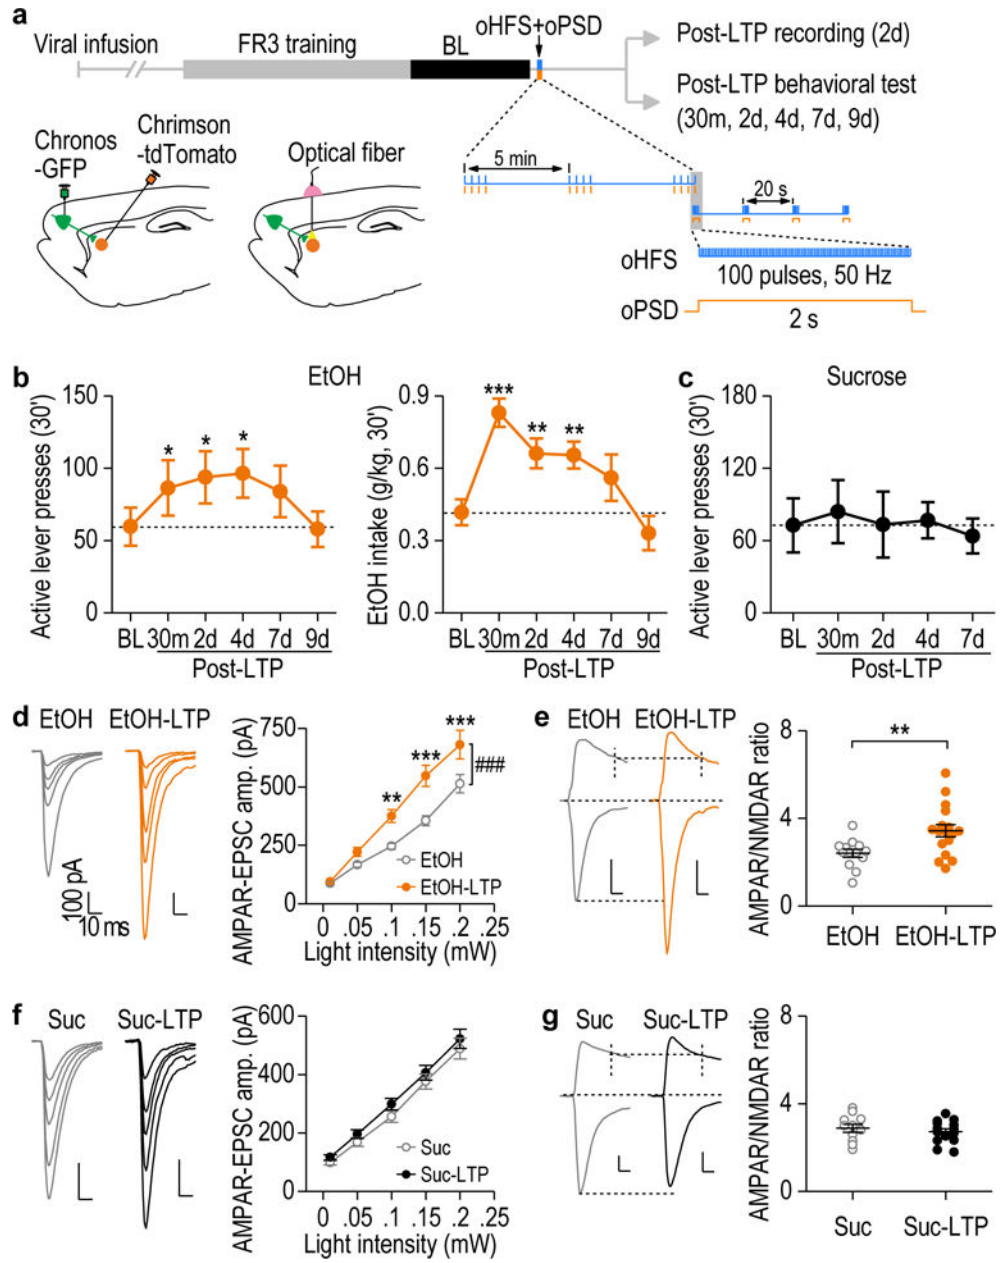 a
Viral infusion
FR3 training
BL
oHFS+oPSD
Post-LTP recording (2d)
Post-LTP behavioral test
(30m, 2d, 4d, 7d, 9d)
Chronos
-GFP
Chrimson
-tdTomato
Optical fiber
5 min
20 s
oHFS
100 pulses, 50 Hz
oPSD
2 s
b
EtOH
Active lever presses (30')
150
100
50
0
* * *
BL 30m 2d 4d 7d 9d
Post-LTP
EtOH intake (g/kg, 30')
0.9
0.6
0.3
0.0
*** ** **
BL 30m 2d 4d 7d 9d
Post-LTP
c
Sucrose
Active lever presses (30')
180
120
60
0
BL 30m 2d 4d 7d
Post-LTP
d
EtOH EtOH-LTP
100 pA
10 ms
AMPAR-EPSC amp. (pA)
750
500
250
0
** *** ***
###
EtOH
EtOH-LTP
0 .05 .1 .15 .2 0.25
Light intensity (mW)
e
EtOH EtOH-LTP
AMPAR/NMDAR ratio
8
4
0
**
EtOH EtOH-LTP
f
Suc Suc-LTP
AMPAR-EPSC amp. (pA)
600
400
200
0
Suc
Suc-LTP
0 .05 .1 .15 .2 0.25
Light intensity (mW)
g
Suc Suc-LTP
AMPAR/NMDAR ratio
8
4
0
Suc Suc-LTP